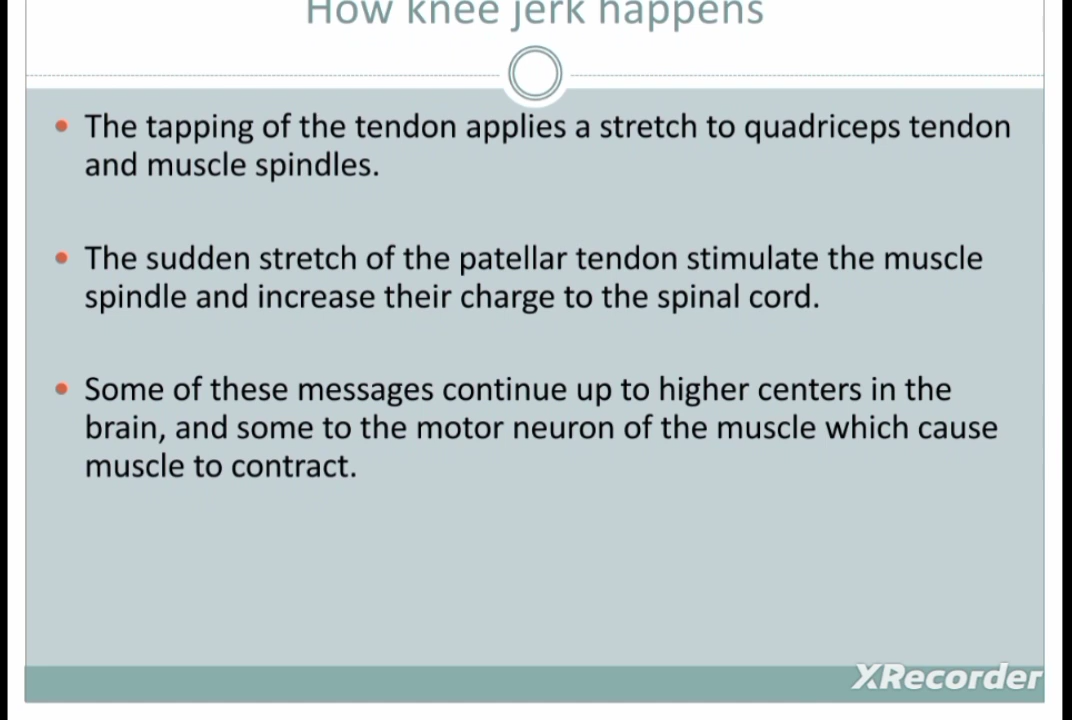 How knee jerk happens
• The tapping of the tendon applies a stretch to quadriceps tendon
and muscle spindles.
• The sudden stretch of the patellar tendon stimulate the muscle
spindle and increase their charge to the spinal cord.
• Some of these messages continue up to higher centers in the
brain, and some to the motor neuron of the muscle which cause
muscle to contract.
XRecorder